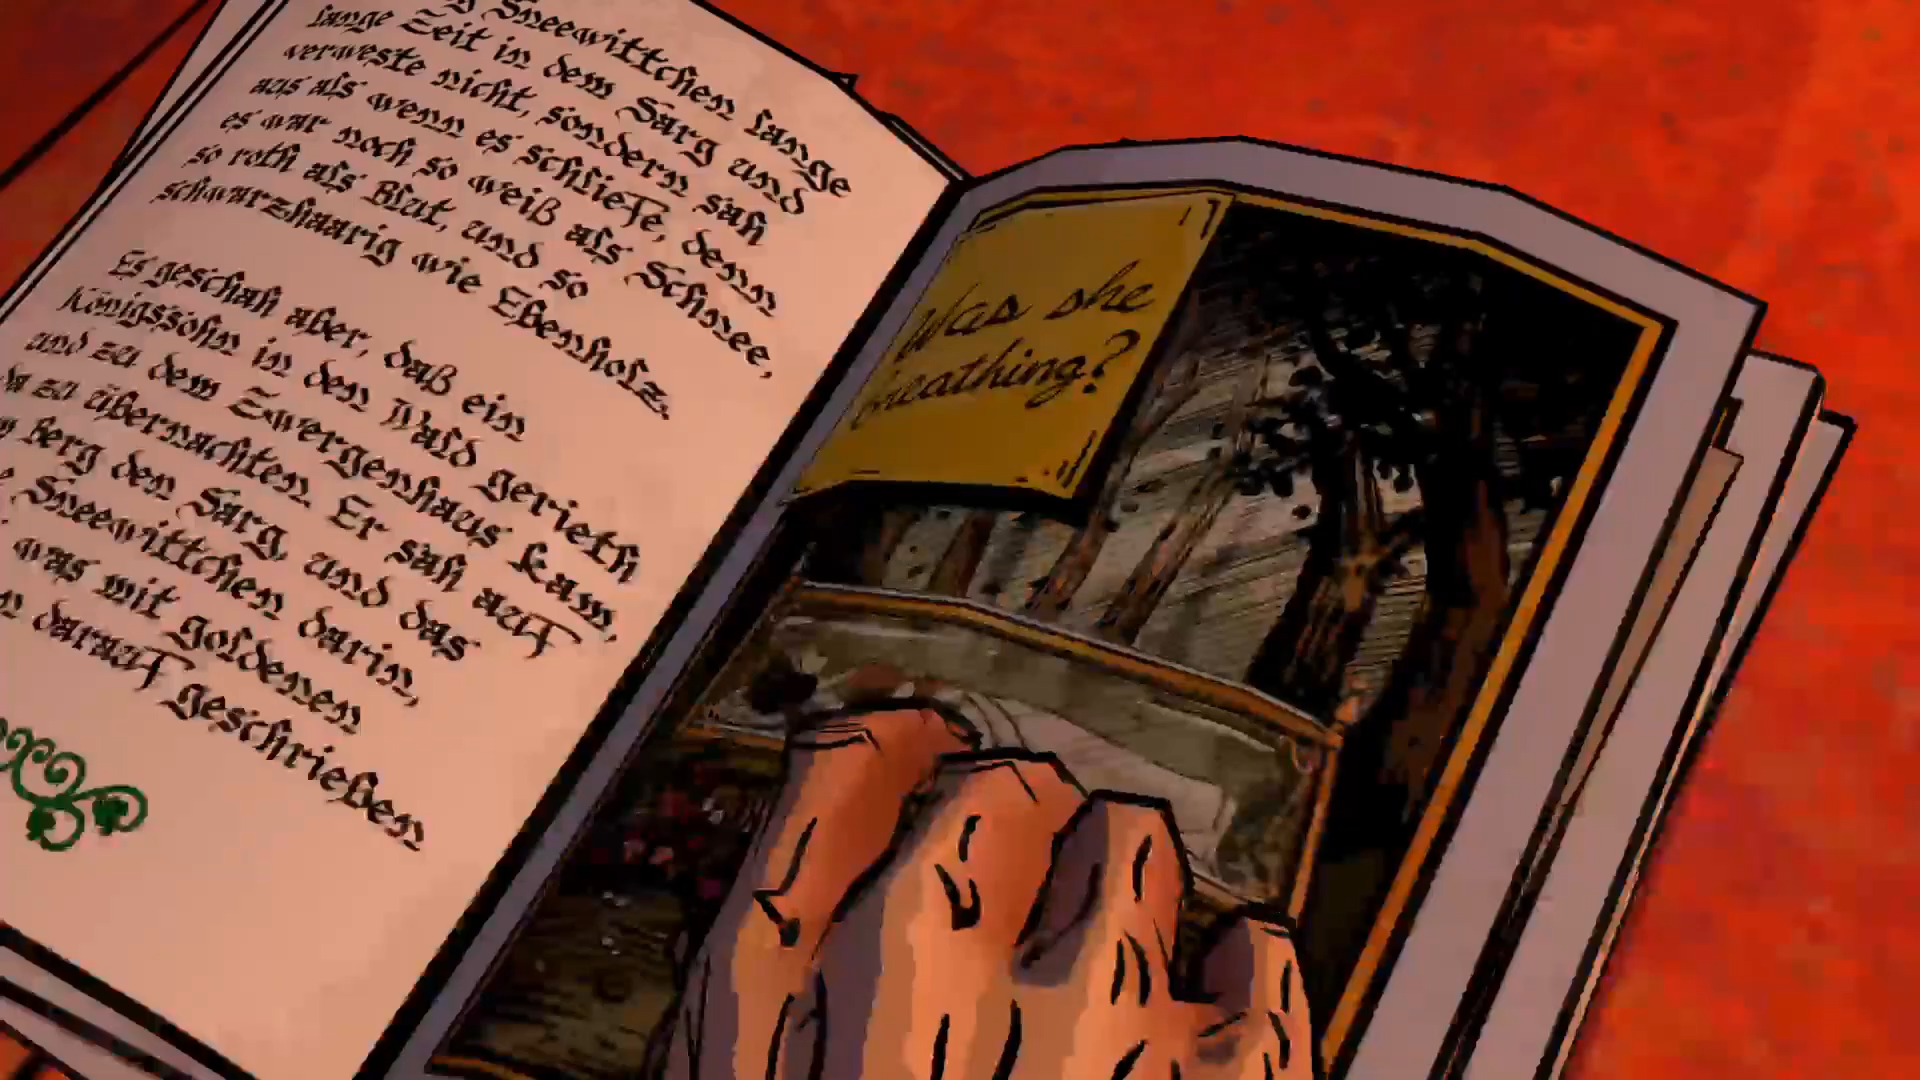 Sneewittchen lange
lange Zeit in dem Sarg und
verweste nicht, sondern sah
aus als wenn es schliefe, denn
es war noch so weiß als Schnee,
so roth als Blut, und so
schwarzhaarig wie Ebenholz.
Es geschah aber, daß ein
Königssohn in den Wald gerieth
und zu dem Zwergenhaus kam,
da zu übernachten. Er sah auf
berg den Sarg, und das
Sneewittchen darin,
was mit goldenen
darauf geschrieben
Was she
breathing?